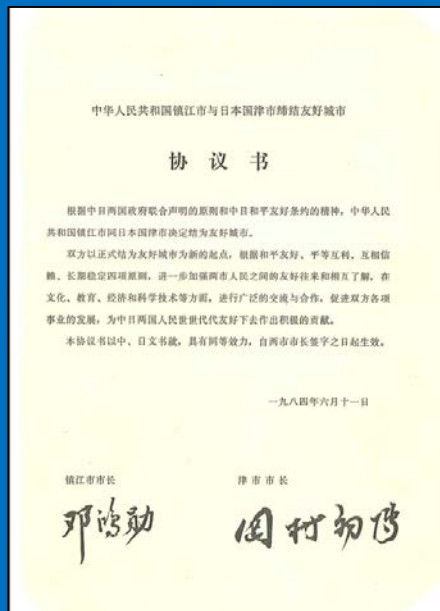 中华人民共和国镇江市与日本国津市缔结友好城市
协 议 书
根据中日两国政府联合声明的原则和中日和平友好条约的精神，中华人民
共和国镇江市同日本国津市决定结为友好城市。
双方以正式结为友好城市为新的起点，根据和平友好、平等互利、互相信
赖、长期稳定四项原则，进一步加强两市人民之间的友好往来和相互了解，在
文化、教育、经济和科学技术等方面，进行广泛的交流与合作，促进双方各项
事业的发展，为中日两国人民世世代代友好下去作出积极的贡献。
本协议书以中、日文书就，具有同等效力，自两市市长签字之日起生效。
一九八四年六月十一日
镇江市市长
津 市 市 长
邓鸿勋